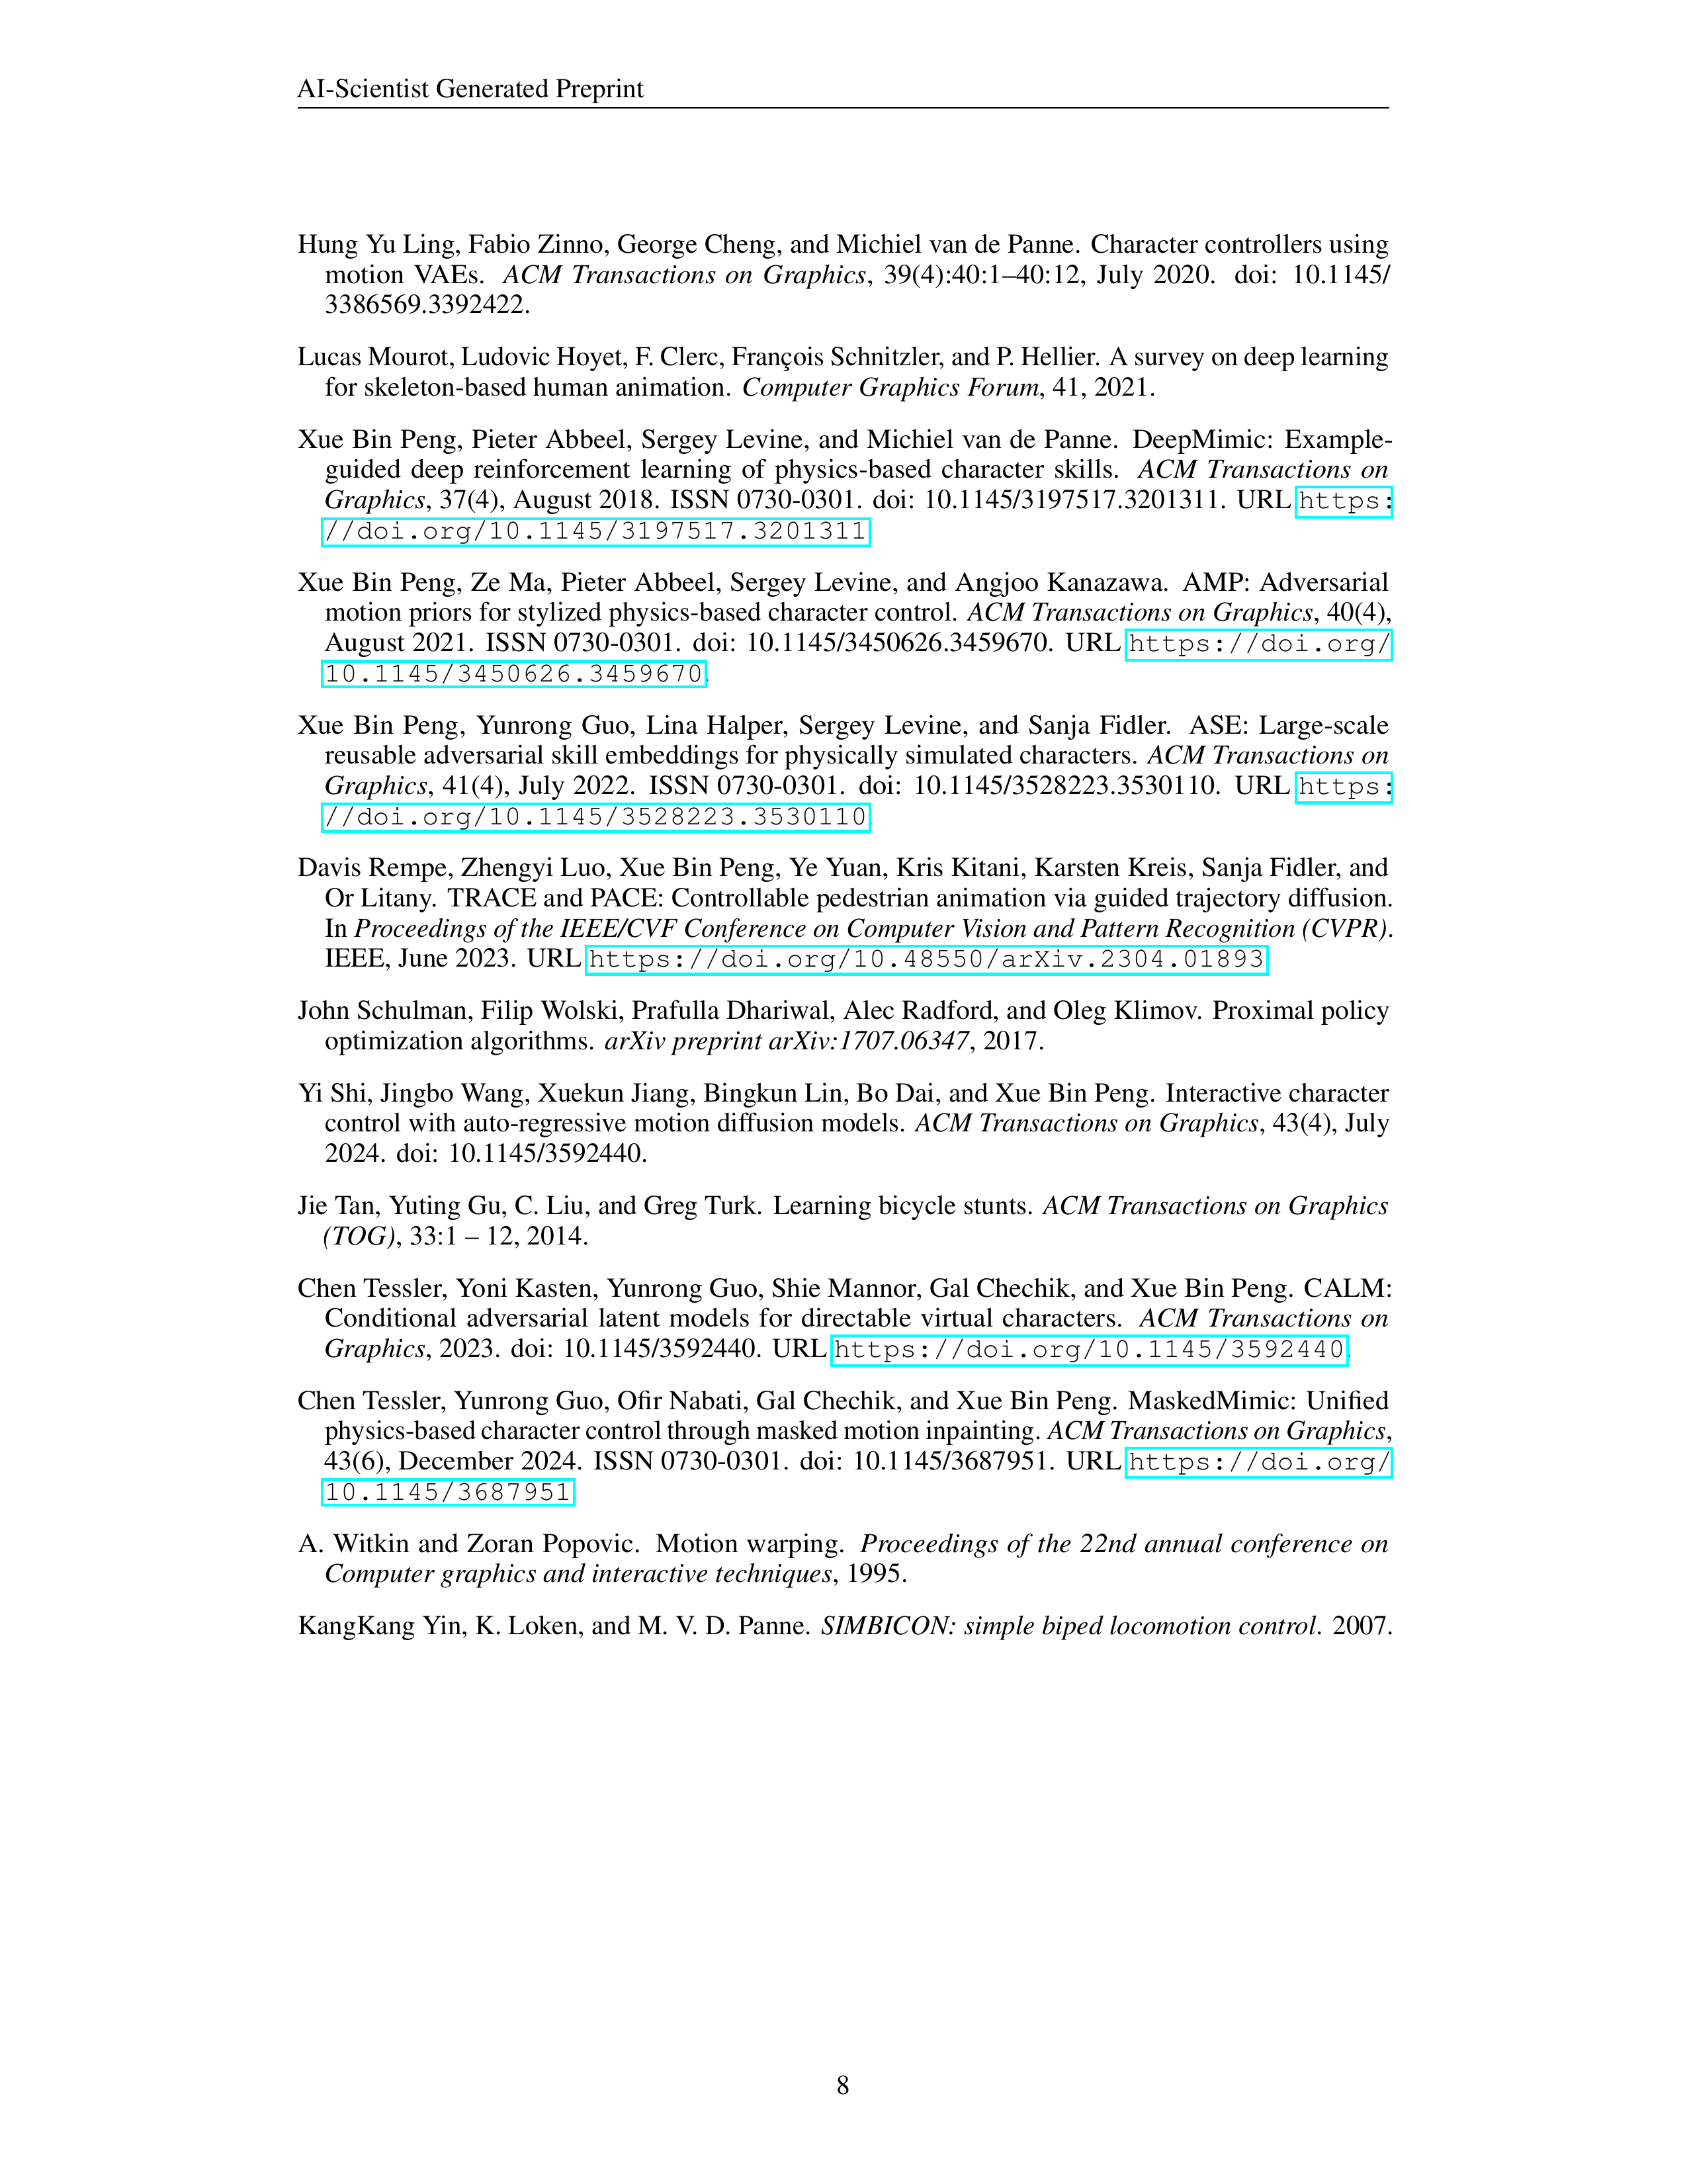 AI-Scientist Generated Preprint
Hung Yu Ling, Fabio Zinno, George Cheng, and Michiel van de Panne. Character controllers using
motion VAEs. ACM Transactions on Graphics, 39(4):40:1–40:12, July 2020. doi: 10.1145/
3386569.3392422.
Lucas Mourot, Ludovic Hoyet, F. Clerc, François Schnitzler, and P. Hellier. A survey on deep learning
for skeleton-based human animation. Computer Graphics Forum, 41, 2021.
Xue Bin Peng, Pieter Abbeel, Sergey Levine, and Michiel van de Panne. DeepMimic: Example-
guided deep reinforcement learning of physics-based character skills. ACM Transactions on
Graphics, 37(4), August 2018. ISSN 0730-0301. doi: 10.1145/3197517.3201311. URL https:
//doi.org/10.1145/3197517.3201311.
Xue Bin Peng, Ze Ma, Pieter Abbeel, Sergey Levine, and Angjoo Kanazawa. AMP: Adversarial
motion priors for stylized physics-based character control. ACM Transactions on Graphics, 40(4),
August 2021. ISSN 0730-0301. doi: 10.1145/3450626.3459670. URL https://doi.org/
10.1145/3450626.3459670.
Xue Bin Peng, Yunrong Guo, Lina Halper, Sergey Levine, and Sanja Fidler. ASE: Large-scale
reusable adversarial skill embeddings for physically simulated characters. ACM Transactions on
Graphics, 41(4), July 2022. ISSN 0730-0301. doi: 10.1145/3528223.3530110. URL https:
//doi.org/10.1145/3528223.3530110.
Davis Rempe, Zhengyi Luo, Xue Bin Peng, Ye Yuan, Kris Kitani, Karsten Kreis, Sanja Fidler, and
Or Litany. TRACE and PACE: Controllable pedestrian animation via guided trajectory diffusion.
In Proceedings of the IEEE/CVF Conference on Computer Vision and Pattern Recognition (CVPR).
IEEE, June 2023. URL https://doi.org/10.48550/arXiv.2304.01893.
John Schulman, Filip Wolski, Prafulla Dhariwal, Alec Radford, and Oleg Klimov. Proximal policy
optimization algorithms. arXiv preprint arXiv:1707.06347, 2017.
Yi Shi, Jingbo Wang, Xuekun Jiang, Bingkun Lin, Bo Dai, and Xue Bin Peng. Interactive character
control with auto-regressive motion diffusion models. ACM Transactions on Graphics, 43(4), July
2024. doi: 10.1145/3592440.
Jie Tan, Yuting Gu, C. Liu, and Greg Turk. Learning bicycle stunts. ACM Transactions on Graphics
(TOG), 33:1 – 12, 2014.
Chen Tessler, Yoni Kasten, Yunrong Guo, Shie Mannor, Gal Chechik, and Xue Bin Peng. CALM:
Conditional adversarial latent models for directable virtual characters. ACM Transactions on
Graphics, 2023. doi: 10.1145/3592440. URL https://doi.org/10.1145/3592440.
Chen Tessler, Yunrong Guo, Ofir Nabati, Gal Chechik, and Xue Bin Peng. MaskedMimic: Unified
physics-based character control through masked motion inpainting. ACM Transactions on Graphics,
43(6), December 2024. ISSN 0730-0301. doi: 10.1145/3687951. URL https://doi.org/
10.1145/3687951.
A. Witkin and Zoran Popovic. Motion warping. Proceedings of the 22nd annual conference on
Computer graphics and interactive techniques, 1995.
KangKang Yin, K. Loken, and M. V. D. Panne. SIMBICON: simple biped locomotion control. 2007.
8